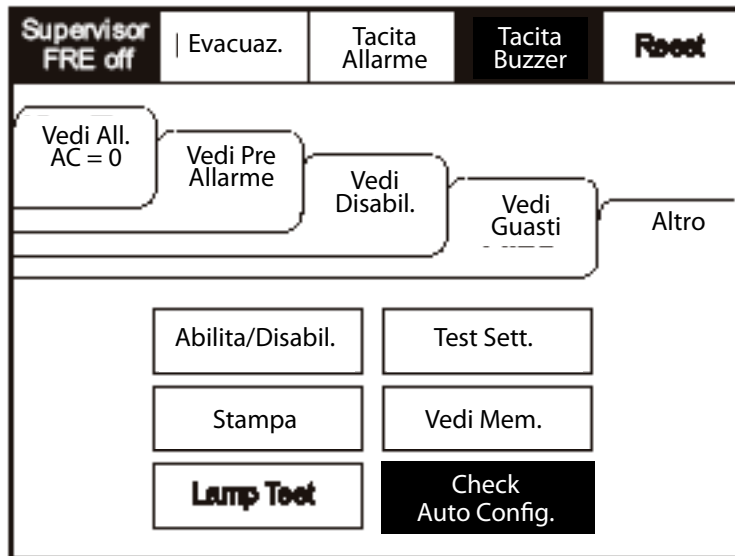 Supervisor
FRE off
| Evacuaz.
Tacita
Allarme
Tacita
Buzzer
Reset
Vedi All.
AC = 0
Vedi Pre
Allarme
Vedi
Disabil.
Vedi
Guasti
Altro
Abilita/Disabil.
Test Sett.
Stampa
Vedi Mem.
Lamp Test
Check
Auto Config.